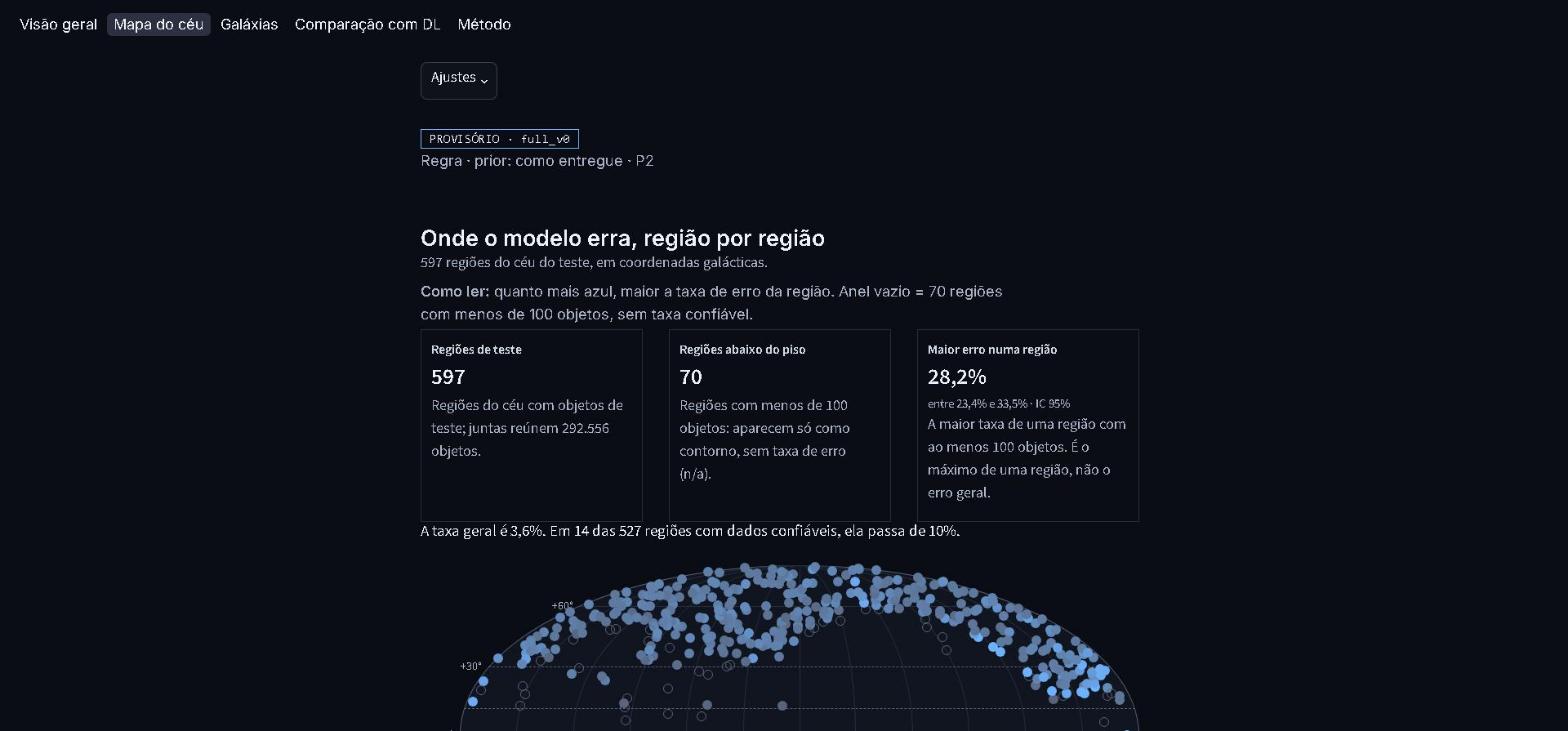 Visão geral
Mapa do céu
Galáxias
Comparação com DL
Método
Ajustes
PROVISÓRIO · full_v0
Regra · prior: como entregue · P2
Onde o modelo erra, região por região
597 regiões do céu do teste, em coordenadas galácticas.
Como ler: quanto mais azul, maior a taxa de erro da região. Anel vazio = 70 regiões
com menos de 100 objetos, sem taxa confiável.
Regiões de teste
597
Regiões do céu com objetos de
teste; juntas reúnem 292.556
objetos.
Regiões abaixo do piso
70
Regiões com menos de 100
objetos: aparecem só como
contorno, sem taxa de erro
(n/a).
Maior erro numa região
28,2%
entre 23,4% e 33,5% · IC 95%
A maior taxa de uma região com
ao menos 100 objetos. É o
máximo de uma região, não o
erro geral.
A taxa geral é 3,6%. Em 14 das 527 regiões com dados confiáveis, ela passa de 10%.
+60°
+30°